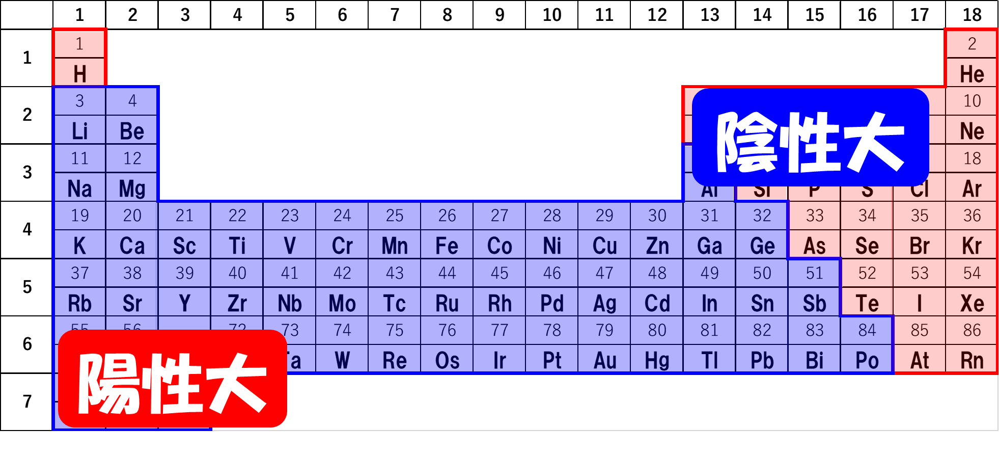 1 2 3 4 5 6 7 8 9 10 11 12 13 14 15 16 17 18
1 2
1
H He
3 4 10
2
Li Be Ne
陰性大
11 12 18
3
Na Mg Al Si P S Cl Ar
19 20 21 22 23 24 25 26 27 28 29 30 31 32 33 34 35 36
4
K Ca Sc Ti V Cr Mn Fe Co Ni Cu Zn Ga Ge As Se Br Kr
37 38 39 40 41 42 43 44 45 46 47 48 49 50 51 52 53 54
5
Rb Sr Y Zr Nb Mo Tc Ru Rh Pd Ag Cd In Sn Sb Te I Xe
55 56 72 73 74 75 76 77 78 79 80 81 82 83 84 85 86
6
Ta W Re Os Ir Pt Au Hg Tl Pb Bi Po At Rn
陽性大
7